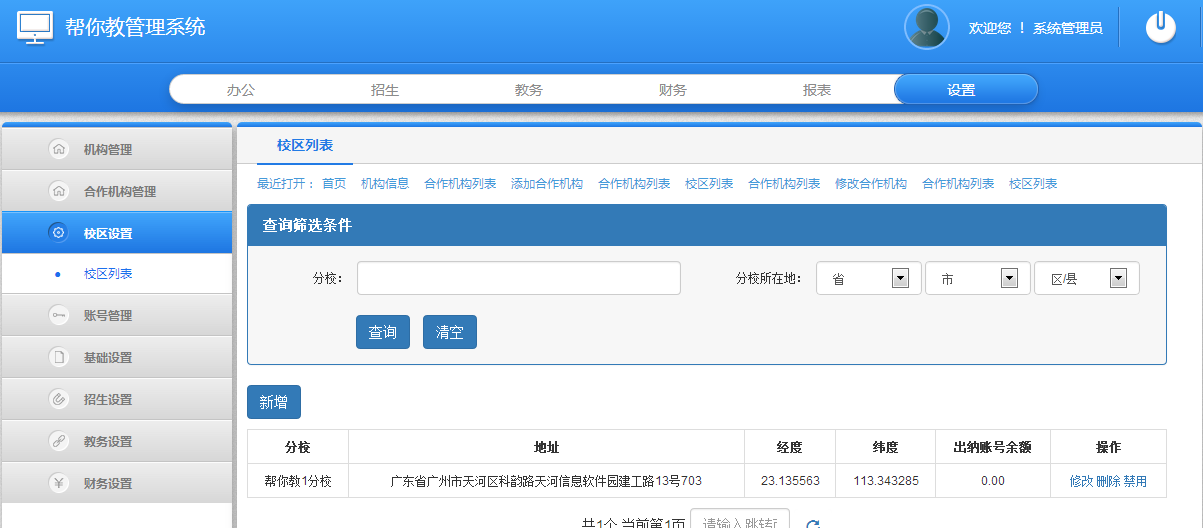 帮你教管理系统
欢迎您 ！ 系统管理员
办公 招生 教务 财务 报表 设置
机构管理
合作机构管理
校区设置
校区列表
账号管理
基础设置
招生设置
教务设置
财务设置
校区列表
最近打开： 首页 机构信息 合作机构列表 添加合作机构 合作机构列表 校区列表 合作机构列表 修改合作机构 合作机构列表 校区列表
查询筛选条件
分校： 分校所在地： 省 市 区/县
查询 清空
新增
分校 地址 经度 纬度 出纳账号余额 操作
帮你教1分校 广东省广州市天河区科韵路天河信息软件园建工路13号703 23.135563 113.343285 0.00 修改 删除 禁用
共1个 当前第1页 请输入跳转页